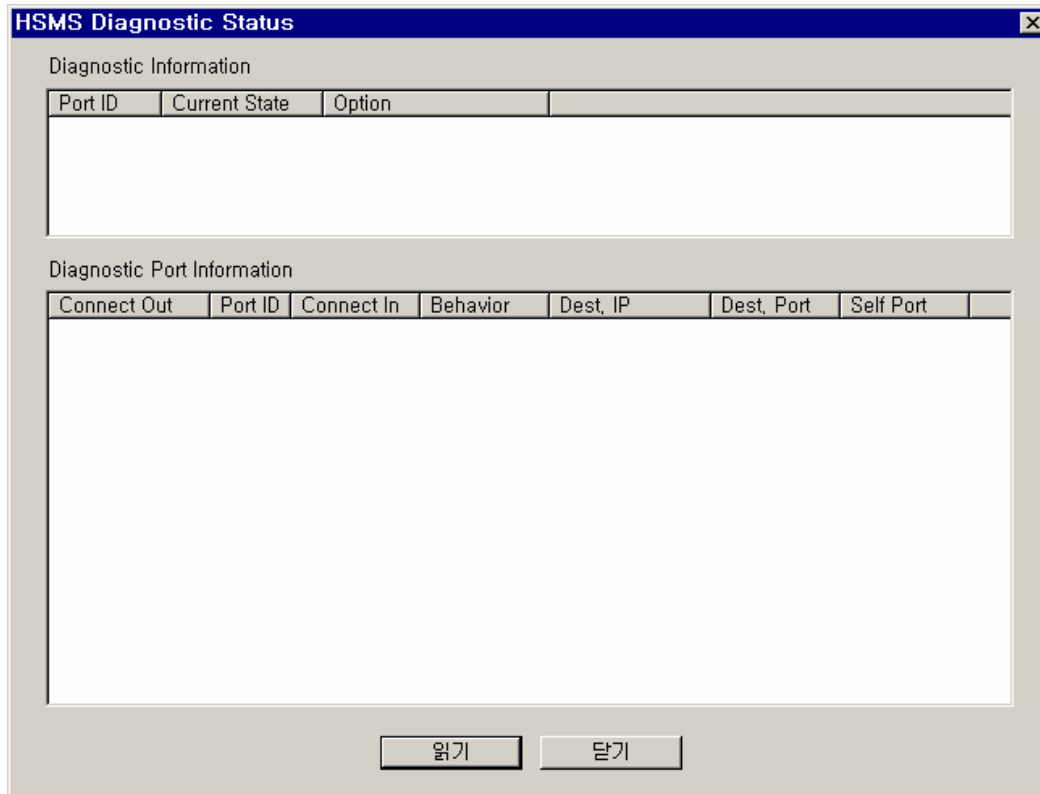 HSMS Diagnostic Status
Diagnostic Information
Port ID Current State Option
Diagnostic Port Information
Connect Out Port ID Connect In Behavior Dest, IP Dest, Port Self Port
읽기 닫기